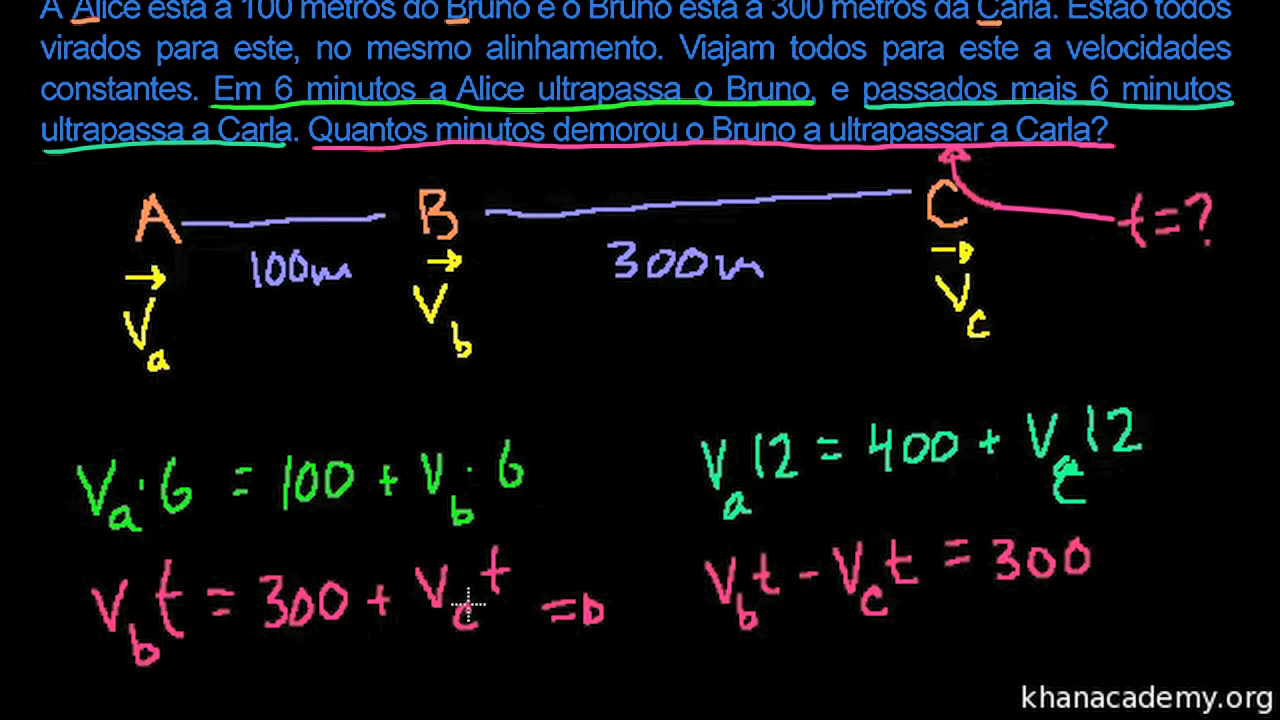 A Alice está a 100 metros do Bruno e o Bruno está a 300 metros da Carla. Estão todos
virados para este, no mesmo alinhamento. Viajam todos para este a velocidades
constantes. Em 6 minutos a Alice ultrapassa o Bruno, e passados mais 6 minutos
ultrapassa a Carla. Quantos minutos demorou o Bruno a ultrapassar a Carla?
A B C t=?
100m 300m
Va Vb Vc
Va·6 = 100 + Vb·6
Va12 = 400 + Vc12
Vbt = 300 + Vct =>
Vbt - Vct = 300
khanacademy.org